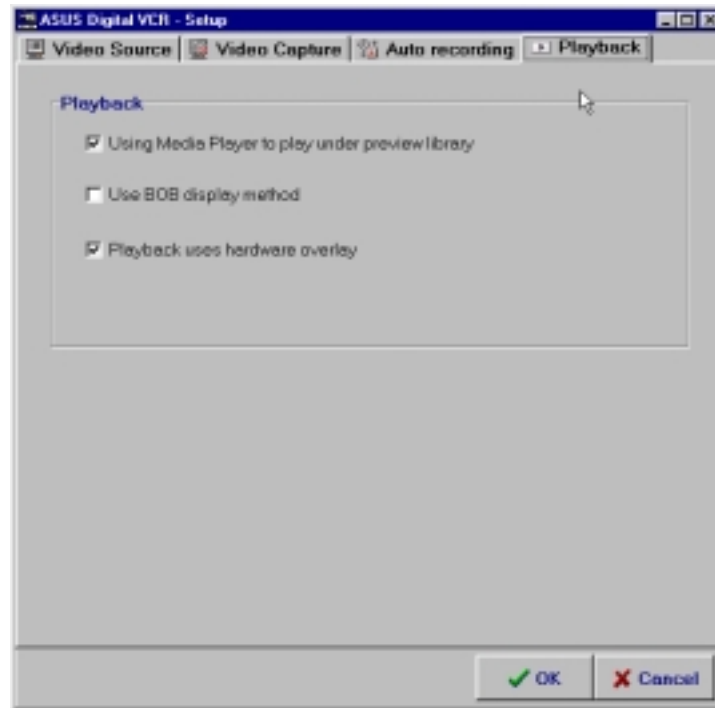 ASUS Digital VCR - Setup
Video Source Video Capture Auto recording Playback
Playback
Using Media Player to play under preview library
Use BOB display method
Playback uses hardware overlay
OK Cancel